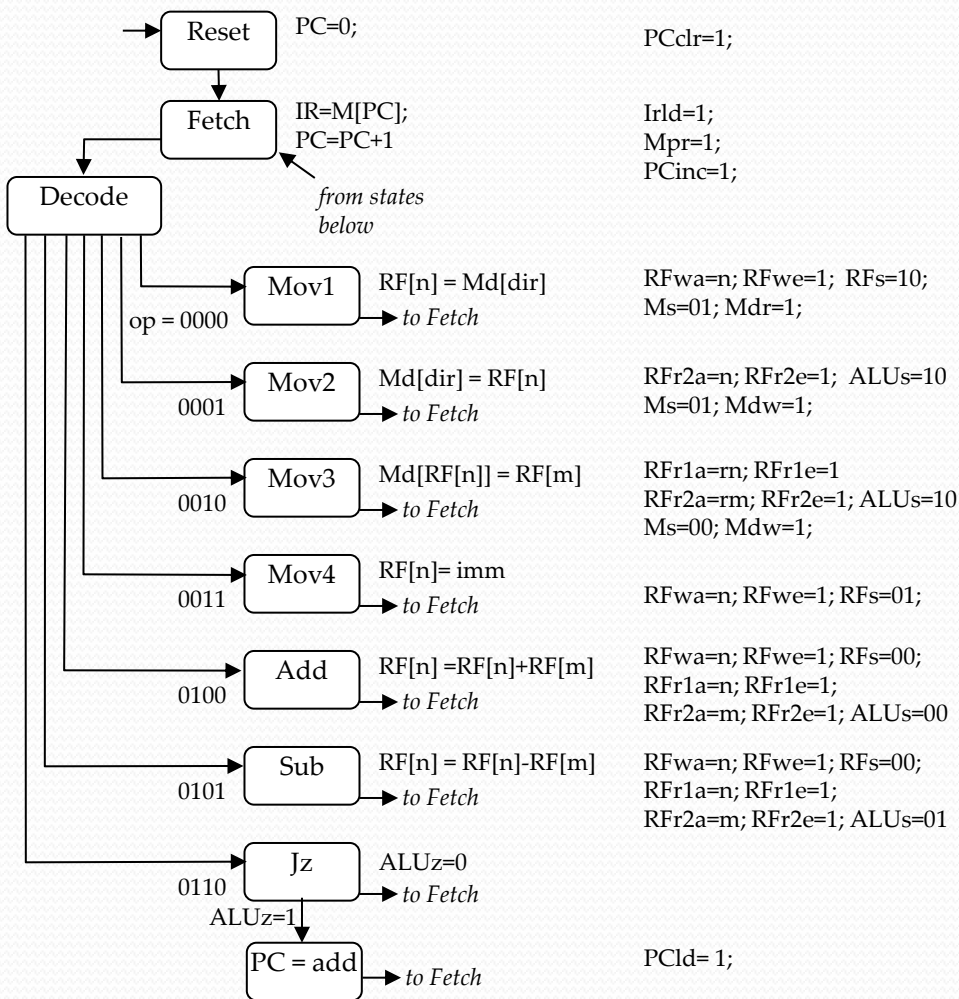 Reset PC=0; PCclr=1;
Fetch IR=M[PC]; Irld=1;
PC=PC+1 Mpr=1;
PCinc=1;
from states
below
Decode
Mov1 RF[n] = Md[dir] RFwa=n; RFwe=1; RFs=10;
op = 0000 to Fetch Ms=01; Mdr=1;
Mov2 Md[dir] = RF[n] RFr2a=n; RFr2e=1; ALUs=10
0001 to Fetch Ms=01; Mdw=1;
Mov3 Md[RF[n]] = RF[m] RFr1a=rn; RFr1e=1
0010 to Fetch RFr2a=rm; RFr2e=1; ALUs=10
Ms=00; Mdw=1;
Mov4 RF[n]= imm
0011 to Fetch RFwa=n; RFwe=1; RFs=01;
Add RF[n] =RF[n]+RF[m] RFwa=n; RFwe=1; RFs=00;
0100 to Fetch RFr1a=n; RFr1e=1;
RFr2a=m; RFr2e=1; ALUs=00
Sub RF[n] = RF[n]-RF[m] RFwa=n; RFwe=1; RFs=00;
0101 to Fetch RFr1a=n; RFr1e=1;
RFr2a=m; RFr2e=1; ALUs=01
Jz ALUz=0
0110 to Fetch
ALUz=1
PC = add to Fetch PCld= 1;